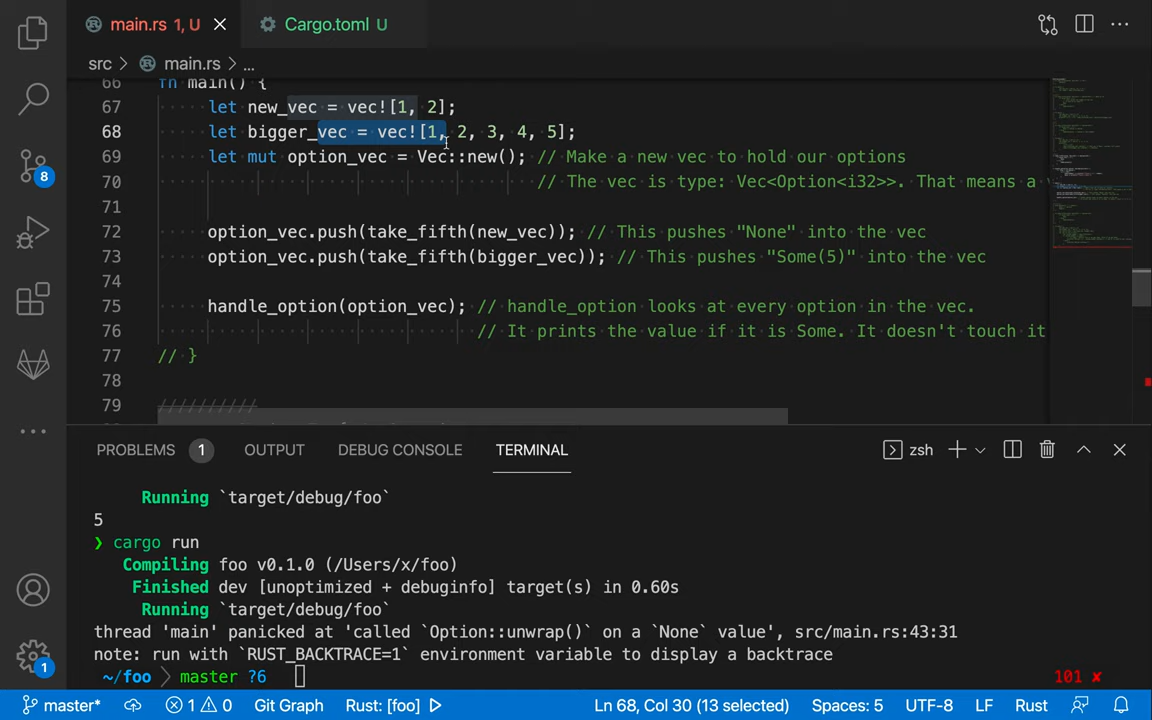 main.rs 1, U
Cargo.toml U
src > main.rs > ...
66 fn main() {
67 let new_vec = vec![1, 2];
68 let bigger_vec = vec![1, 2, 3, 4, 5];
69 let mut option_vec = Vec::new(); // Make a new vec to hold our options
70 // The vec is type: Vec<Option<i32>>. That means a
71
72 option_vec.push(take_fifth(new_vec)); // This pushes "None" into the vec
73 option_vec.push(take_fifth(bigger_vec)); // This pushes "Some(5)" into the vec
74
75 handle_option(option_vec); // handle_option looks at every option in the vec.
76 // It prints the value if it is Some. It doesn't touch it
77 // }
78
79 //////////
PROBLEMS 1 OUTPUT DEBUG CONSOLE TERMINAL zsh
Running `target/debug/foo`
5
❯ cargo run
Compiling foo v0.1.0 (/Users/x/foo)
Finished dev [unoptimized + debuginfo] target(s) in 0.60s
Running `target/debug/foo`
thread 'main' panicked at 'called `Option::unwrap()` on a `None` value', src/main.rs:43:31
note: run with `RUST_BACKTRACE=1` environment variable to display a backtrace
~/foo > master ?6 101 ✘
8
1
master* 1 0 Git Graph Rust: [foo] Ln 68, Col 30 (13 selected) Spaces: 5 UTF-8 LF Rust